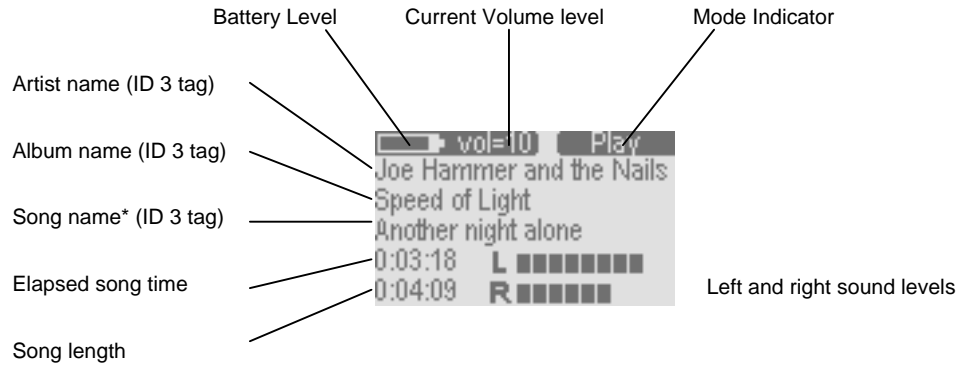 Battery Level Current Volume level Mode Indicator
Artist name (ID 3 tag)
vol=10 Play
Album name (ID 3 tag)
Joe Hammer and the Nails
Speed of Light
Song name* (ID 3 tag)
Another night alone
0:03:18 L
Elapsed song time
0:04:09 R
Left and right sound levels
Song length